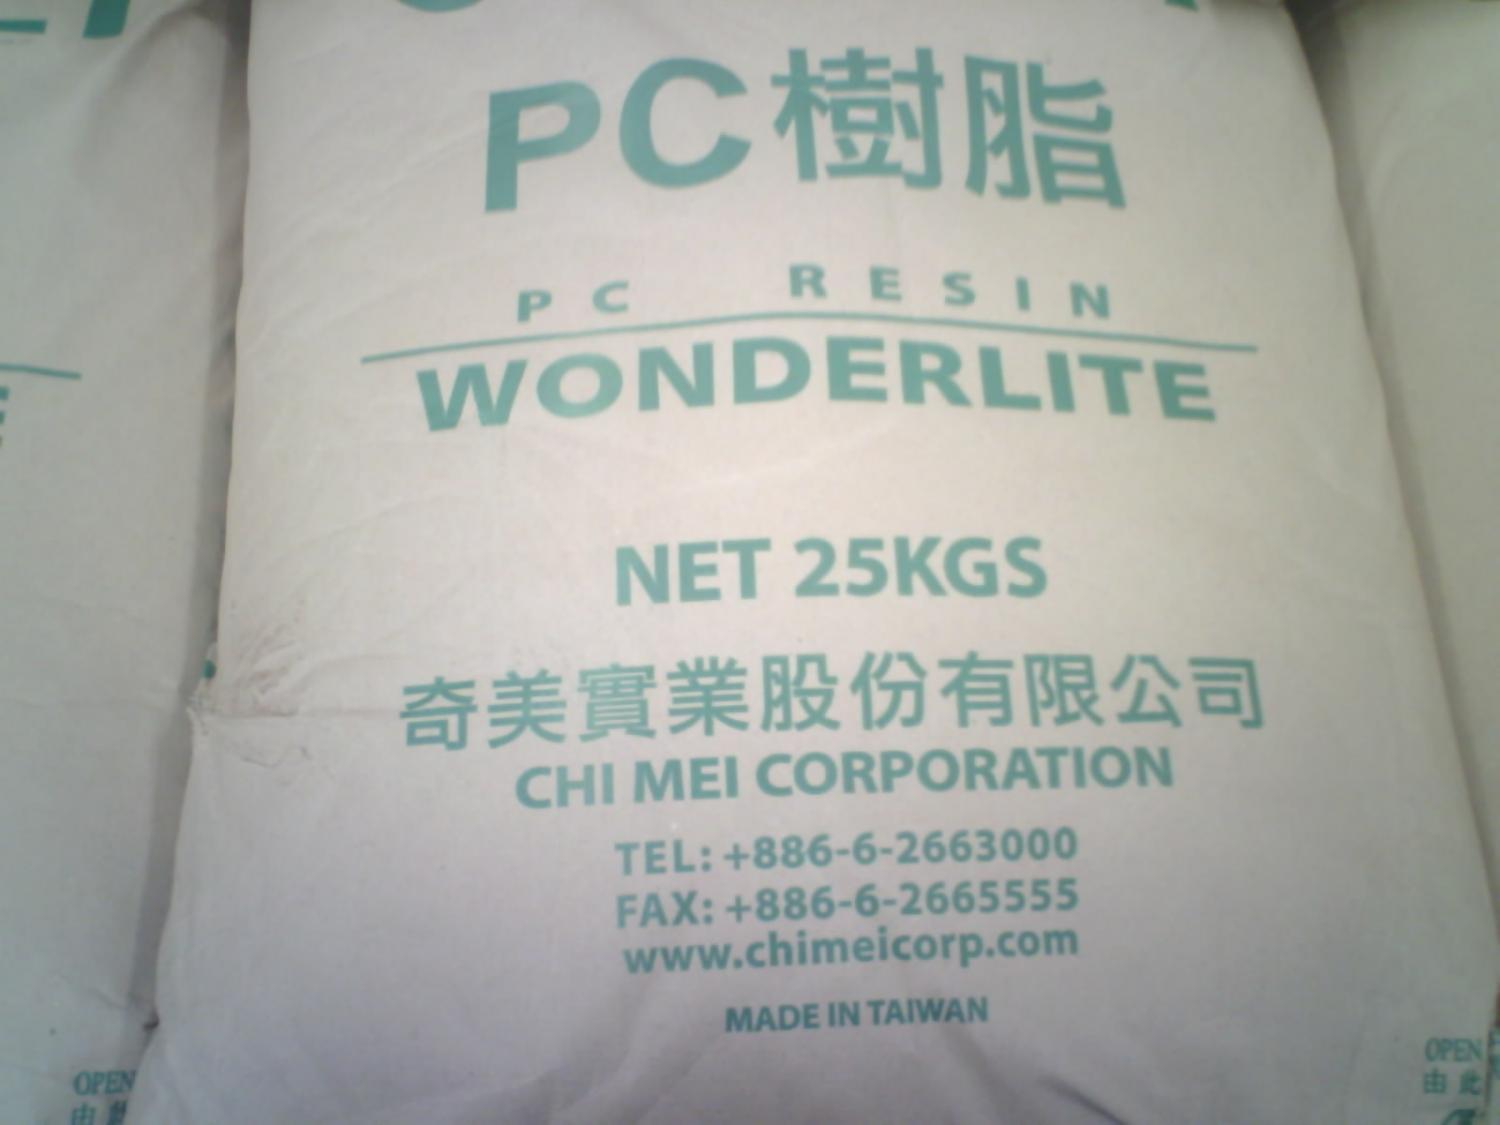 PC樹脂
PC RESIN
WONDERLITE
NET 25KGS
奇美實業股份有限公司
CHI MEI CORPORATION
TEL: +886-6-2663000
FAX: +886-6-2665555
www.chimeicorp.com
MADE IN TAIWAN
OPEN
由此
OPEN
由此